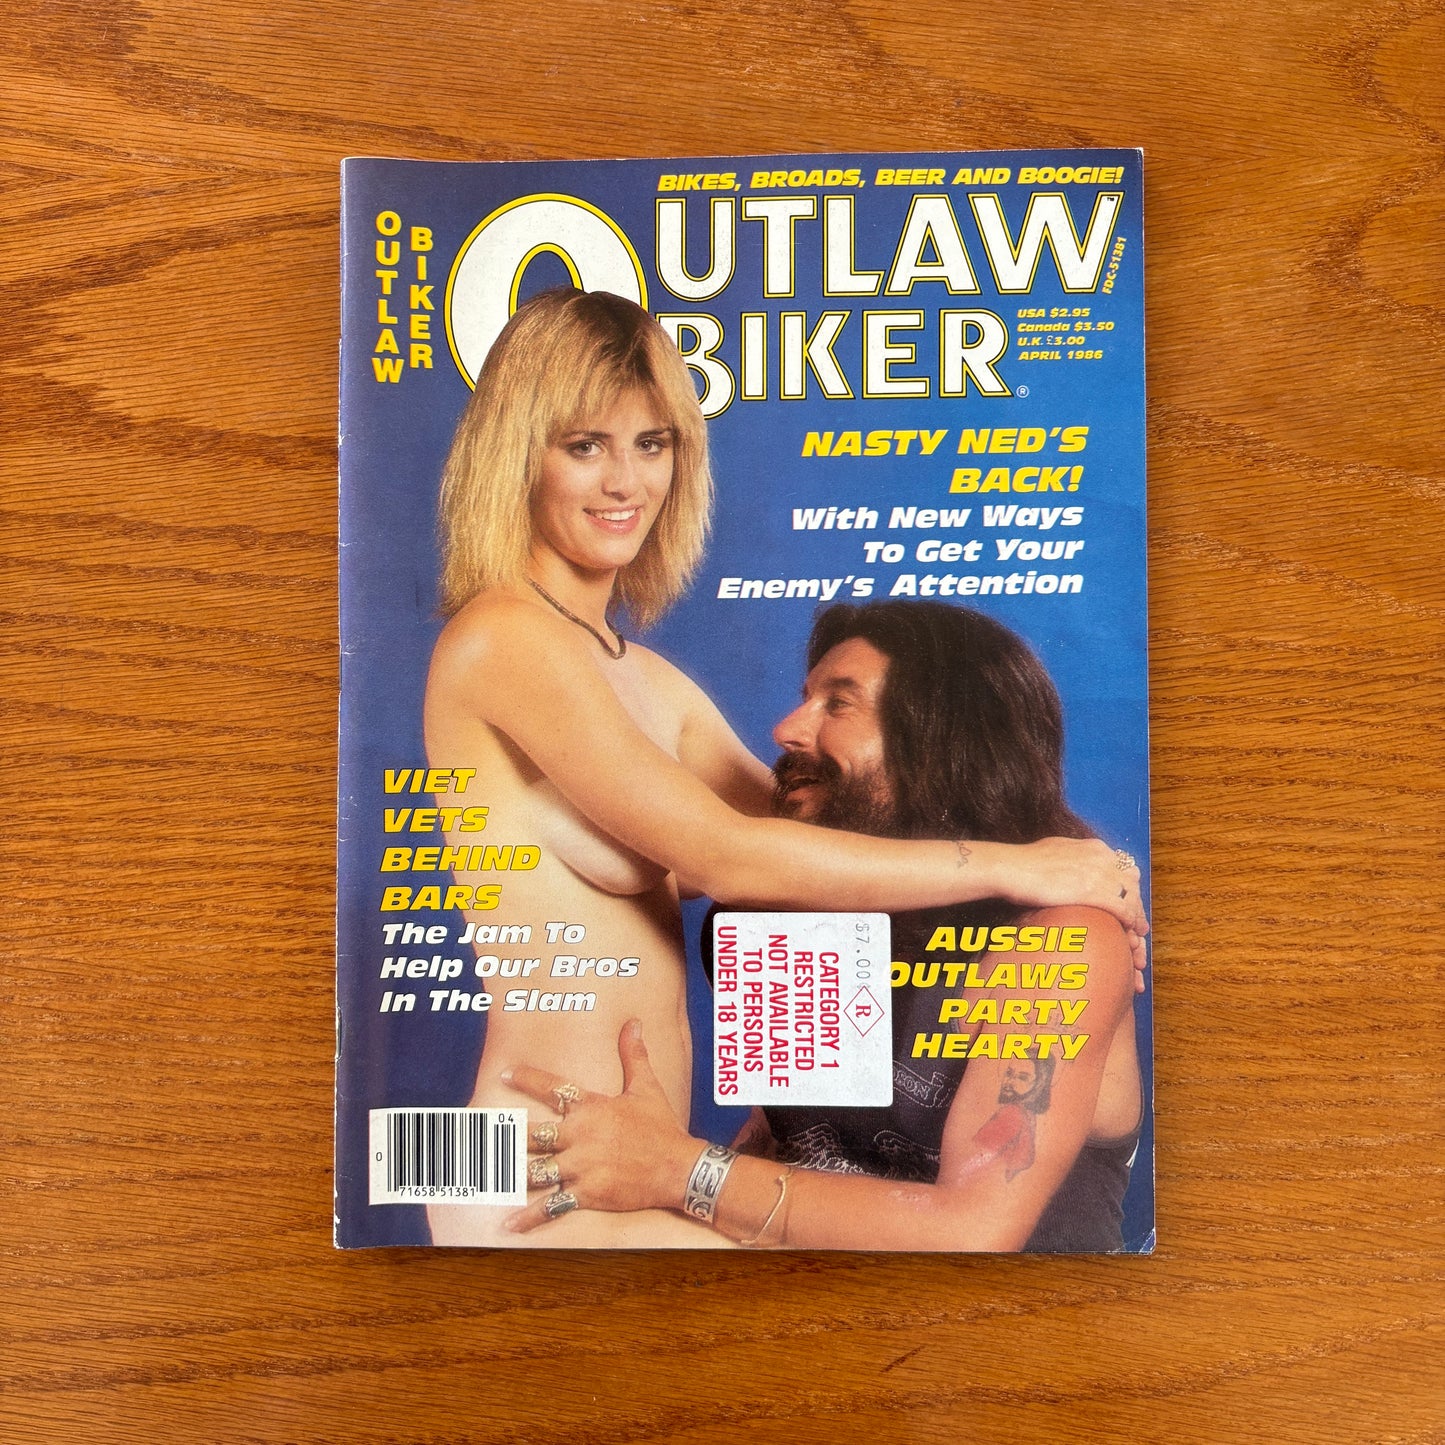 BIKES, BROADS, BEER AND BOOGIE!
OUTLAW
BIKER
OUTLAW™
BIKER®
FDC-51381
USA $2.95
Canada $3.50
U.K. £3.00
APRIL 1986
NASTY NED'S
BACK!
With New Ways
To Get Your
Enemy's Attention
VIET
VETS
BEHIND
BARS
The Jam To
Help Our Bros
In The Slam
AUSSIE
OUTLAWS
PARTY
HEARTY
$7.00
R
CATEGORY 1
RESTRICTED
NOT AVAILABLE
TO PERSONS
UNDER 18 YEARS
04
0
71658 51381